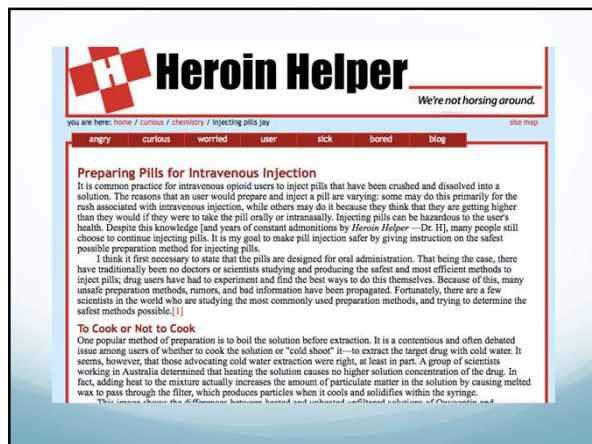 H Heroin Helper
We're not horsing around.
you are here: home / curious / chemistry / injecting pills jay site map
angry curious worried user sick bored blog
Preparing Pills for Intravenous Injection
It is common practice for intravenous opioid users to inject pills that have been crushed and dissolved into a
solution. The reasons that an user would prepare and inject a pill are varying: some may do this primarily for the
rush associated with intravenous injection, while others may do it because they think that they are getting higher
than they would if they were to take the pill orally or intranasally. Injecting pills can be hazardous to the user's
health. Despite this knowledge [and years of constant admonitions by Heroin Helper —Dr. H], many people still
choose to continue injecting pills. It is my goal to make pill injection safer by giving instruction on the safest
possible preparation method for injecting pills.
I think it first necessary to state that the pills are designed for oral administration. That being the case, there
have traditionally been no doctors or scientists studying and producing the safest and most efficient methods to
inject pills; drug users have had to experiment and find the best ways to do this themselves. Because of this, many
unsafe preparation methods, rumors, and bad information have been propagated. Fortunately, there are a few
scientists in the world who are studying the most commonly used preparation methods, and trying to determine the
safest methods possible.[1]
To Cook or Not to Cook
One popular method of preparation is to boil the solution before extraction. It is a contentious and often debated
issue among users of whether to cook the solution or "cold shoot" it—to extract the target drug with cold water. It
seems, however, that those advocating cold water extraction were right, at least in part. A group of scientists
working in Australia determined that heating the solution causes no higher solution concentration of the drug. In
fact, adding heat to the mixture actually increases the amount of particulate matter in the solution by causing melted
wax to pass through the filter, which produces particles when it cools and solidifies within the syringe.
This image shows the differences between heated and unheated unfiltered solutions of Oxycontin and